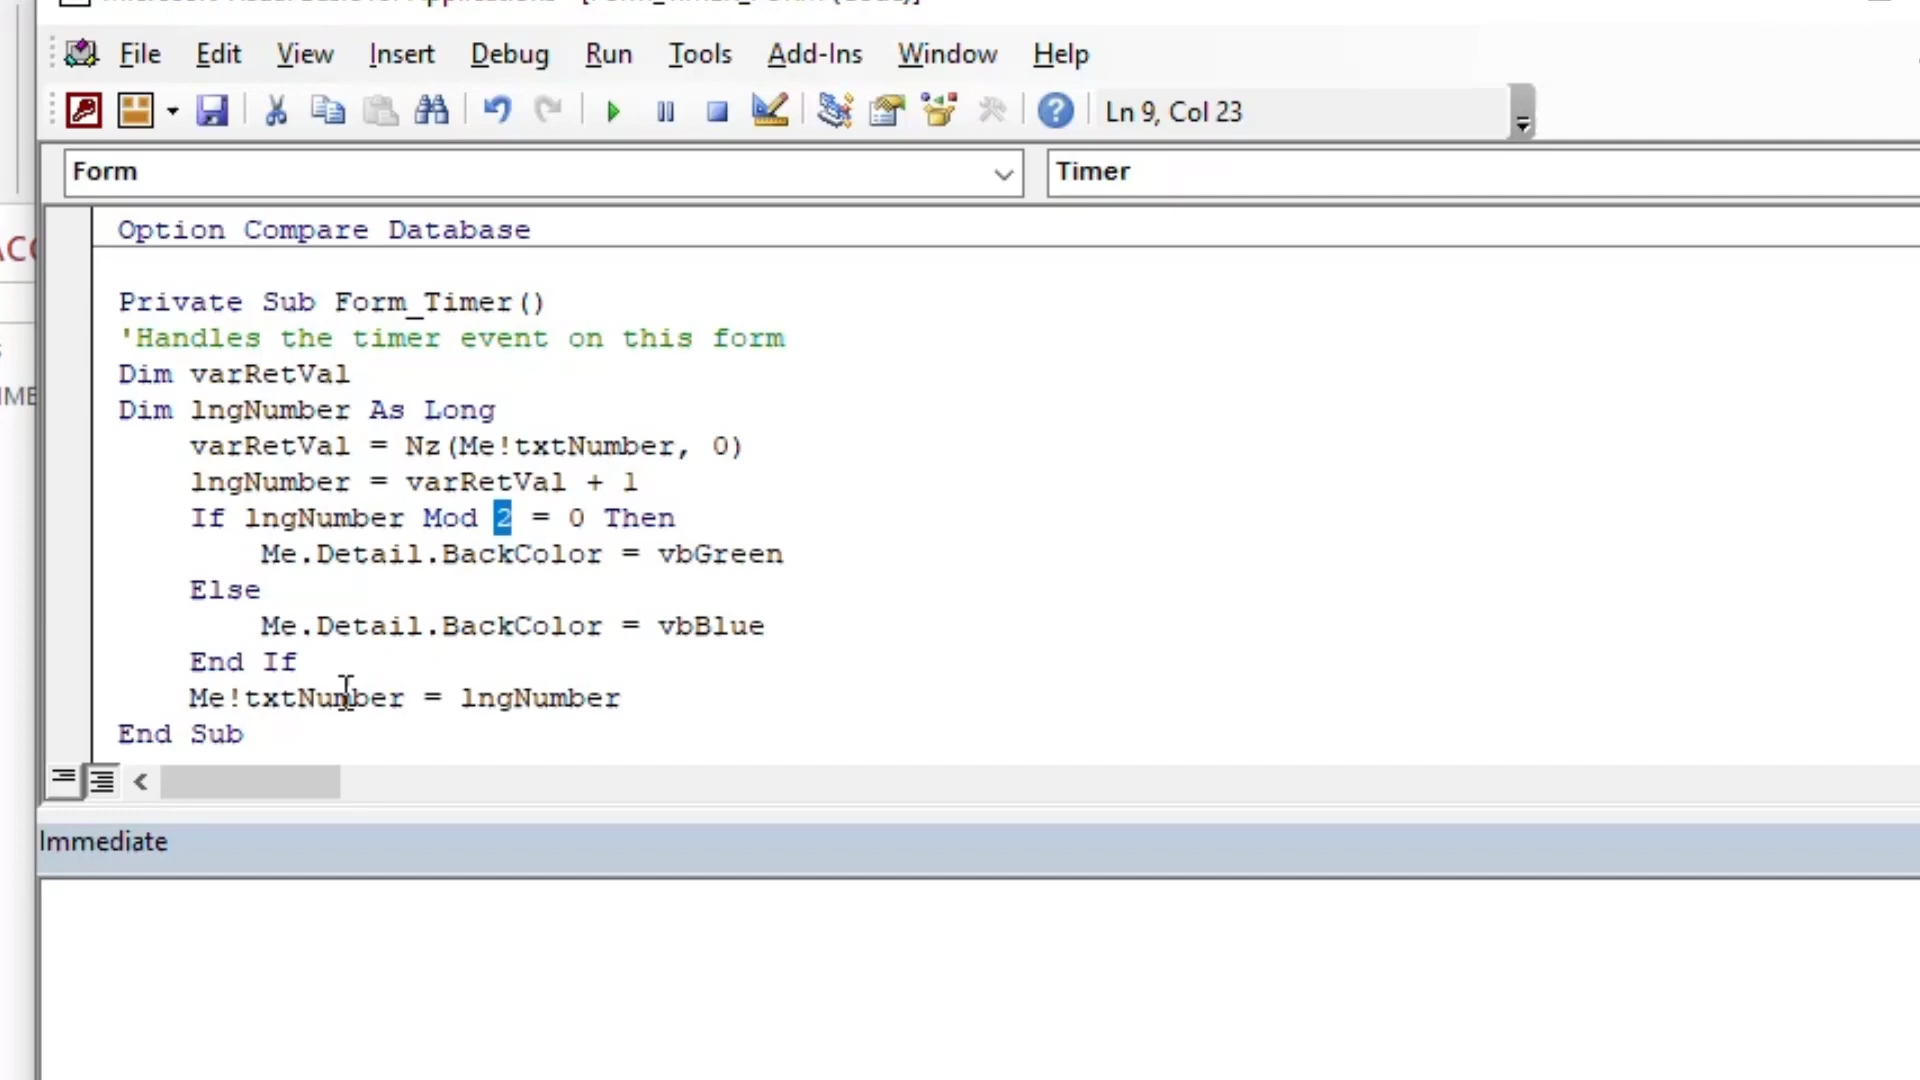 File Edit View Insert Debug Run Tools Add-Ins Window Help
Ln 9, Col 23
Form
Timer
Option Compare Database
Private Sub Form_Timer()
'Handles the timer event on this form
Dim varRetVal
Dim lngNumber As Long
varRetVal = Nz(Me!txtNumber, 0)
lngNumber = varRetVal + 1
If lngNumber Mod 2 = 0 Then
Me.Detail.BackColor = vbGreen
Else
Me.Detail.BackColor = vbBlue
End If
Me!txtNumber = lngNumber
End Sub
Immediate